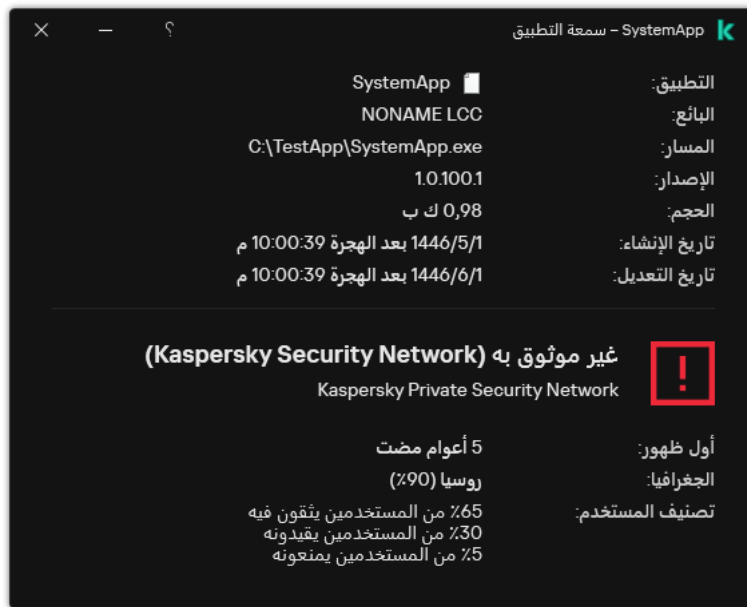 SystemApp – سمعة التطبيق
التطبيق: SystemApp
البائع: NONAME LCC
المسار: C:\TestApp\SystemApp.exe
الإصدار: 1.0.100.1
الحجم: 0,98 ك ب
تاريخ الإنشاء: 1446/5/1 بعد الهجرة 10:00:39 م
تاريخ التعديل: 1446/6/1 بعد الهجرة 10:00:39 م
غير موثوق به (Kaspersky Security Network)
Kaspersky Private Security Network
أول ظهور: 5 أعوام مضت
الجغرافيا: روسيا (90٪)
تصنيف المستخدم: 65٪ من المستخدمين يثقون فيه
30٪ من المستخدمين يقيدونه
5٪ من المستخدمين يمنعونه